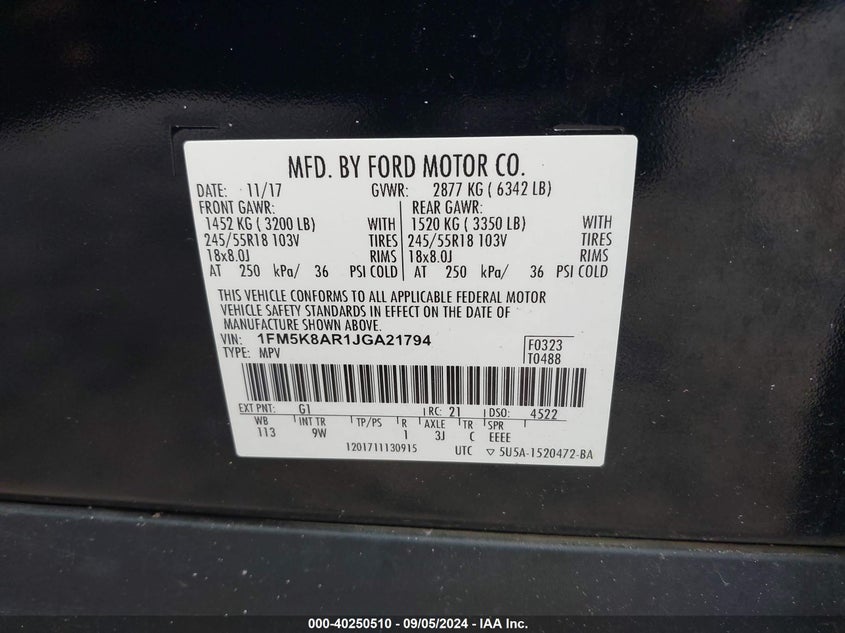 MFD. BY FORD MOTOR CO.
DATE: 11/17 GVWR: 2877 KG ( 6342 LB)
FRONT GAWR: REAR GAWR:
1452 KG ( 3200 LB) WITH 1520 KG ( 3350 LB) WITH
245/55R18 103V TIRES 245/55R18 103V TIRES
18x8.0J RIMS 18x8.0J RIMS
AT 250 kPa/ 36 PSI COLD AT 250 kPa/ 36 PSI COLD
THIS VEHICLE CONFORMS TO ALL APPLICABLE FEDERAL MOTOR
VEHICLE SAFETY STANDARDS IN EFFECT ON THE DATE OF
MANUFACTURE SHOWN ABOVE.
VIN: 1FM5K8AR1JGA21794 F0323
TYPE: MPV T0488
EXT PNT: G1 RC: 21 DSO: 4522
WB INT TR TP/PS R AXLE TR SPR
113 9W 1 3J C EEEE
1201711130915 UTC ▽ 5U5A-1520472-BA
000-40250510 - 09/05/2024 - IAA Inc.